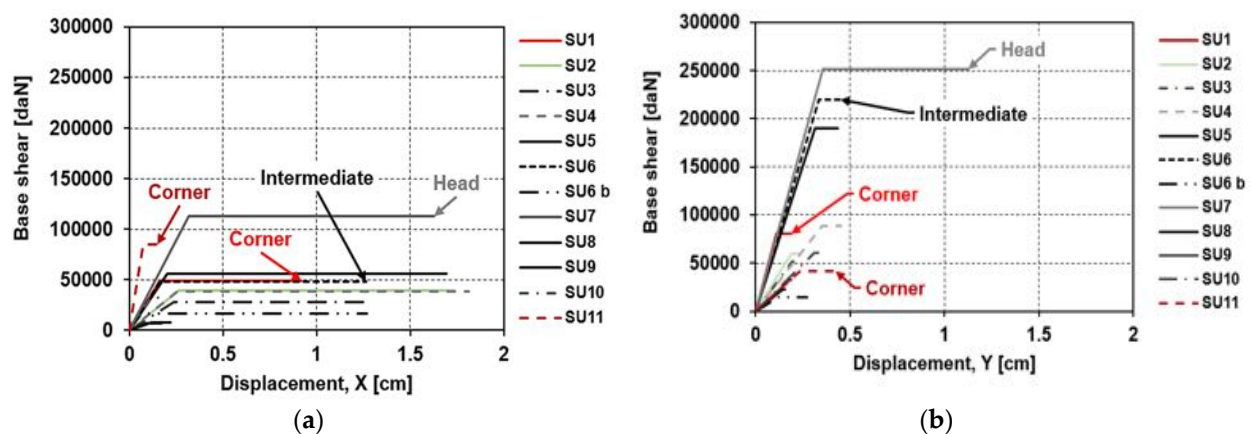 300000
250000
200000
150000
100000
50000
0
Base shear [daN]
0
0.5
1
1.5
2
Displacement, X [cm]
Corner
Intermediate
Head
Corner
SU1
SU2
SU3
SU4
SU5
SU6
SU6 b
SU7
SU8
SU9
SU10
SU11
(a)
300000
250000
200000
150000
100000
50000
0
Base shear [daN]
0
0.5
1
1.5
2
Displacement, Y [cm]
Head
Intermediate
Corner
Corner
SU1
SU2
SU3
SU4
SU5
SU6
SU6 b
SU7
SU8
SU9
SU10
SU11
(b)